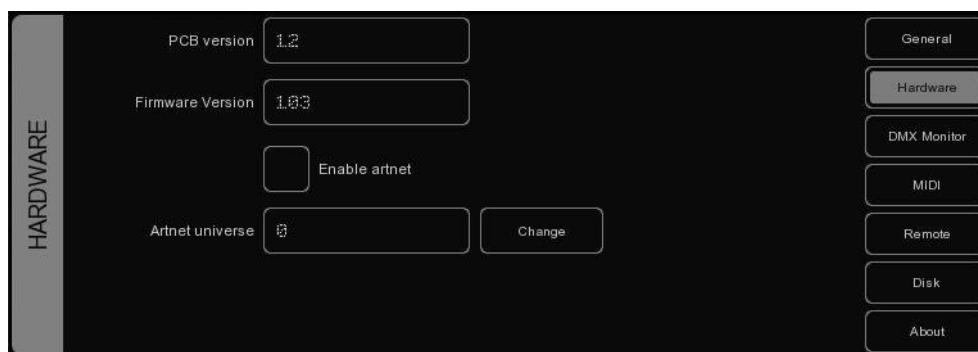 HARDWARE
PCB version 1.2
Firmware Version 1.03
Enable artnet
Artnet universe 0 Change
General
Hardware
DMX Monitor
MIDI
Remote
Disk
About